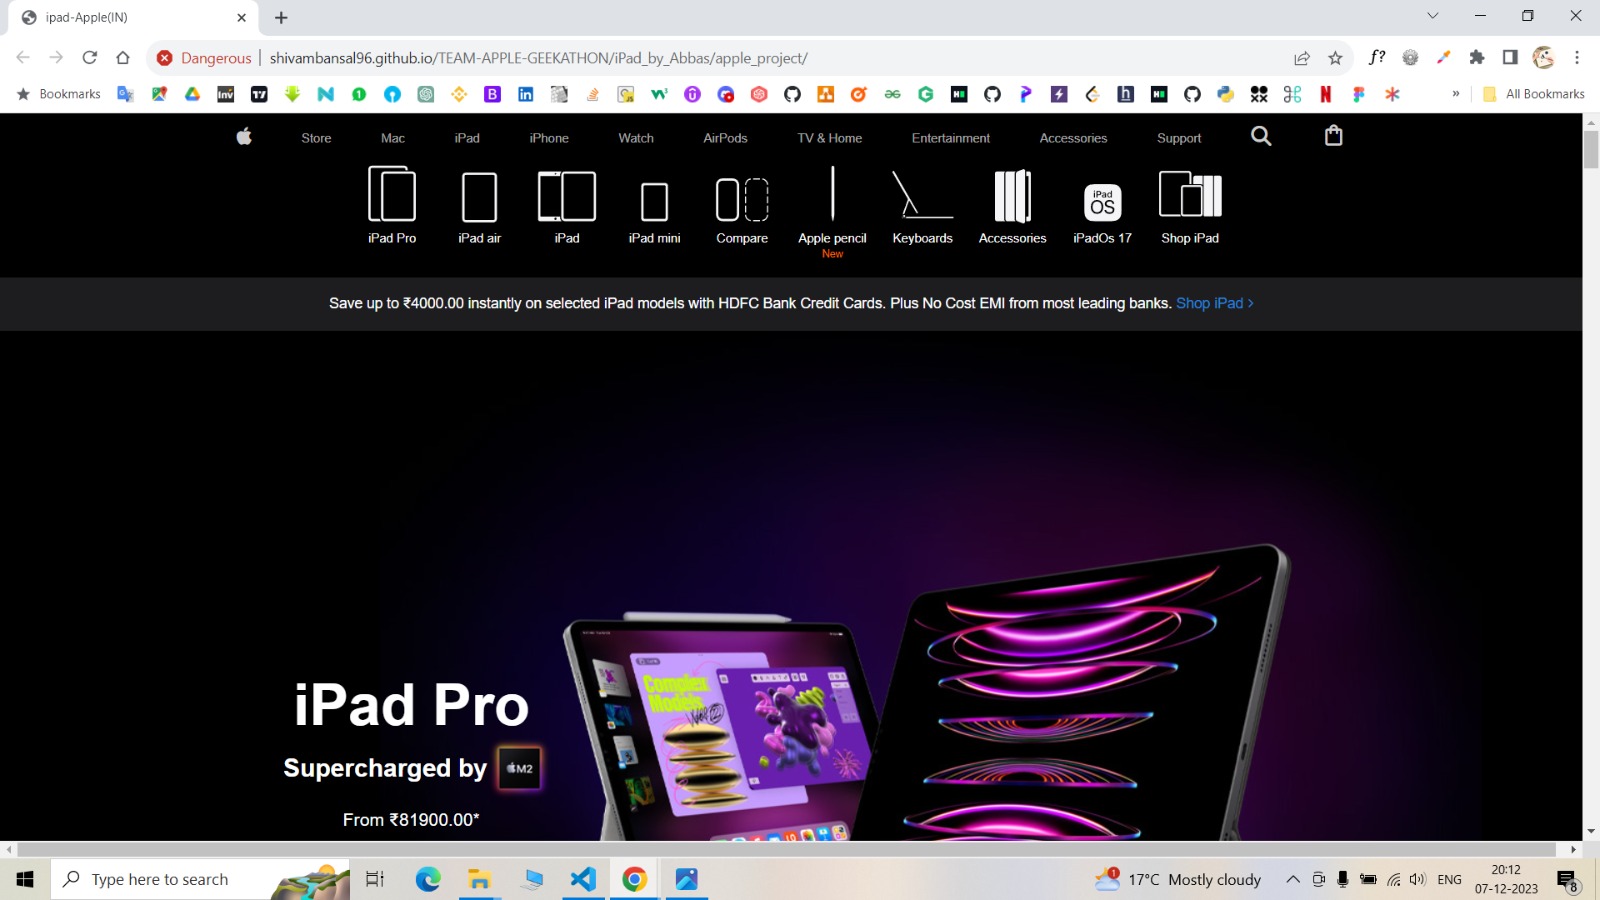 ipad-Apple(IN)
Dangerous shivambansal96.github.io/TEAM-APPLE-GEEKATHON/iPad_by_Abbas/apple_project/
Bookmarks All Bookmarks
Store Mac iPad iPhone Watch AirPods TV & Home Entertainment Accessories Support
iPad
OS
iPad Pro iPad air iPad iPad mini Compare Apple pencil Keyboards Accessories iPadOs 17 Shop iPad
New
Save up to ₹4000.00 instantly on selected iPad models with HDFC Bank Credit Cards. Plus No Cost EMI from most leading banks. Shop iPad >
Complex
Models
iPad Pro
Supercharged by M2
From ₹81900.00*
Type here to search
1
17°C Mostly cloudy
ENG
20:12
07-12-2023
8